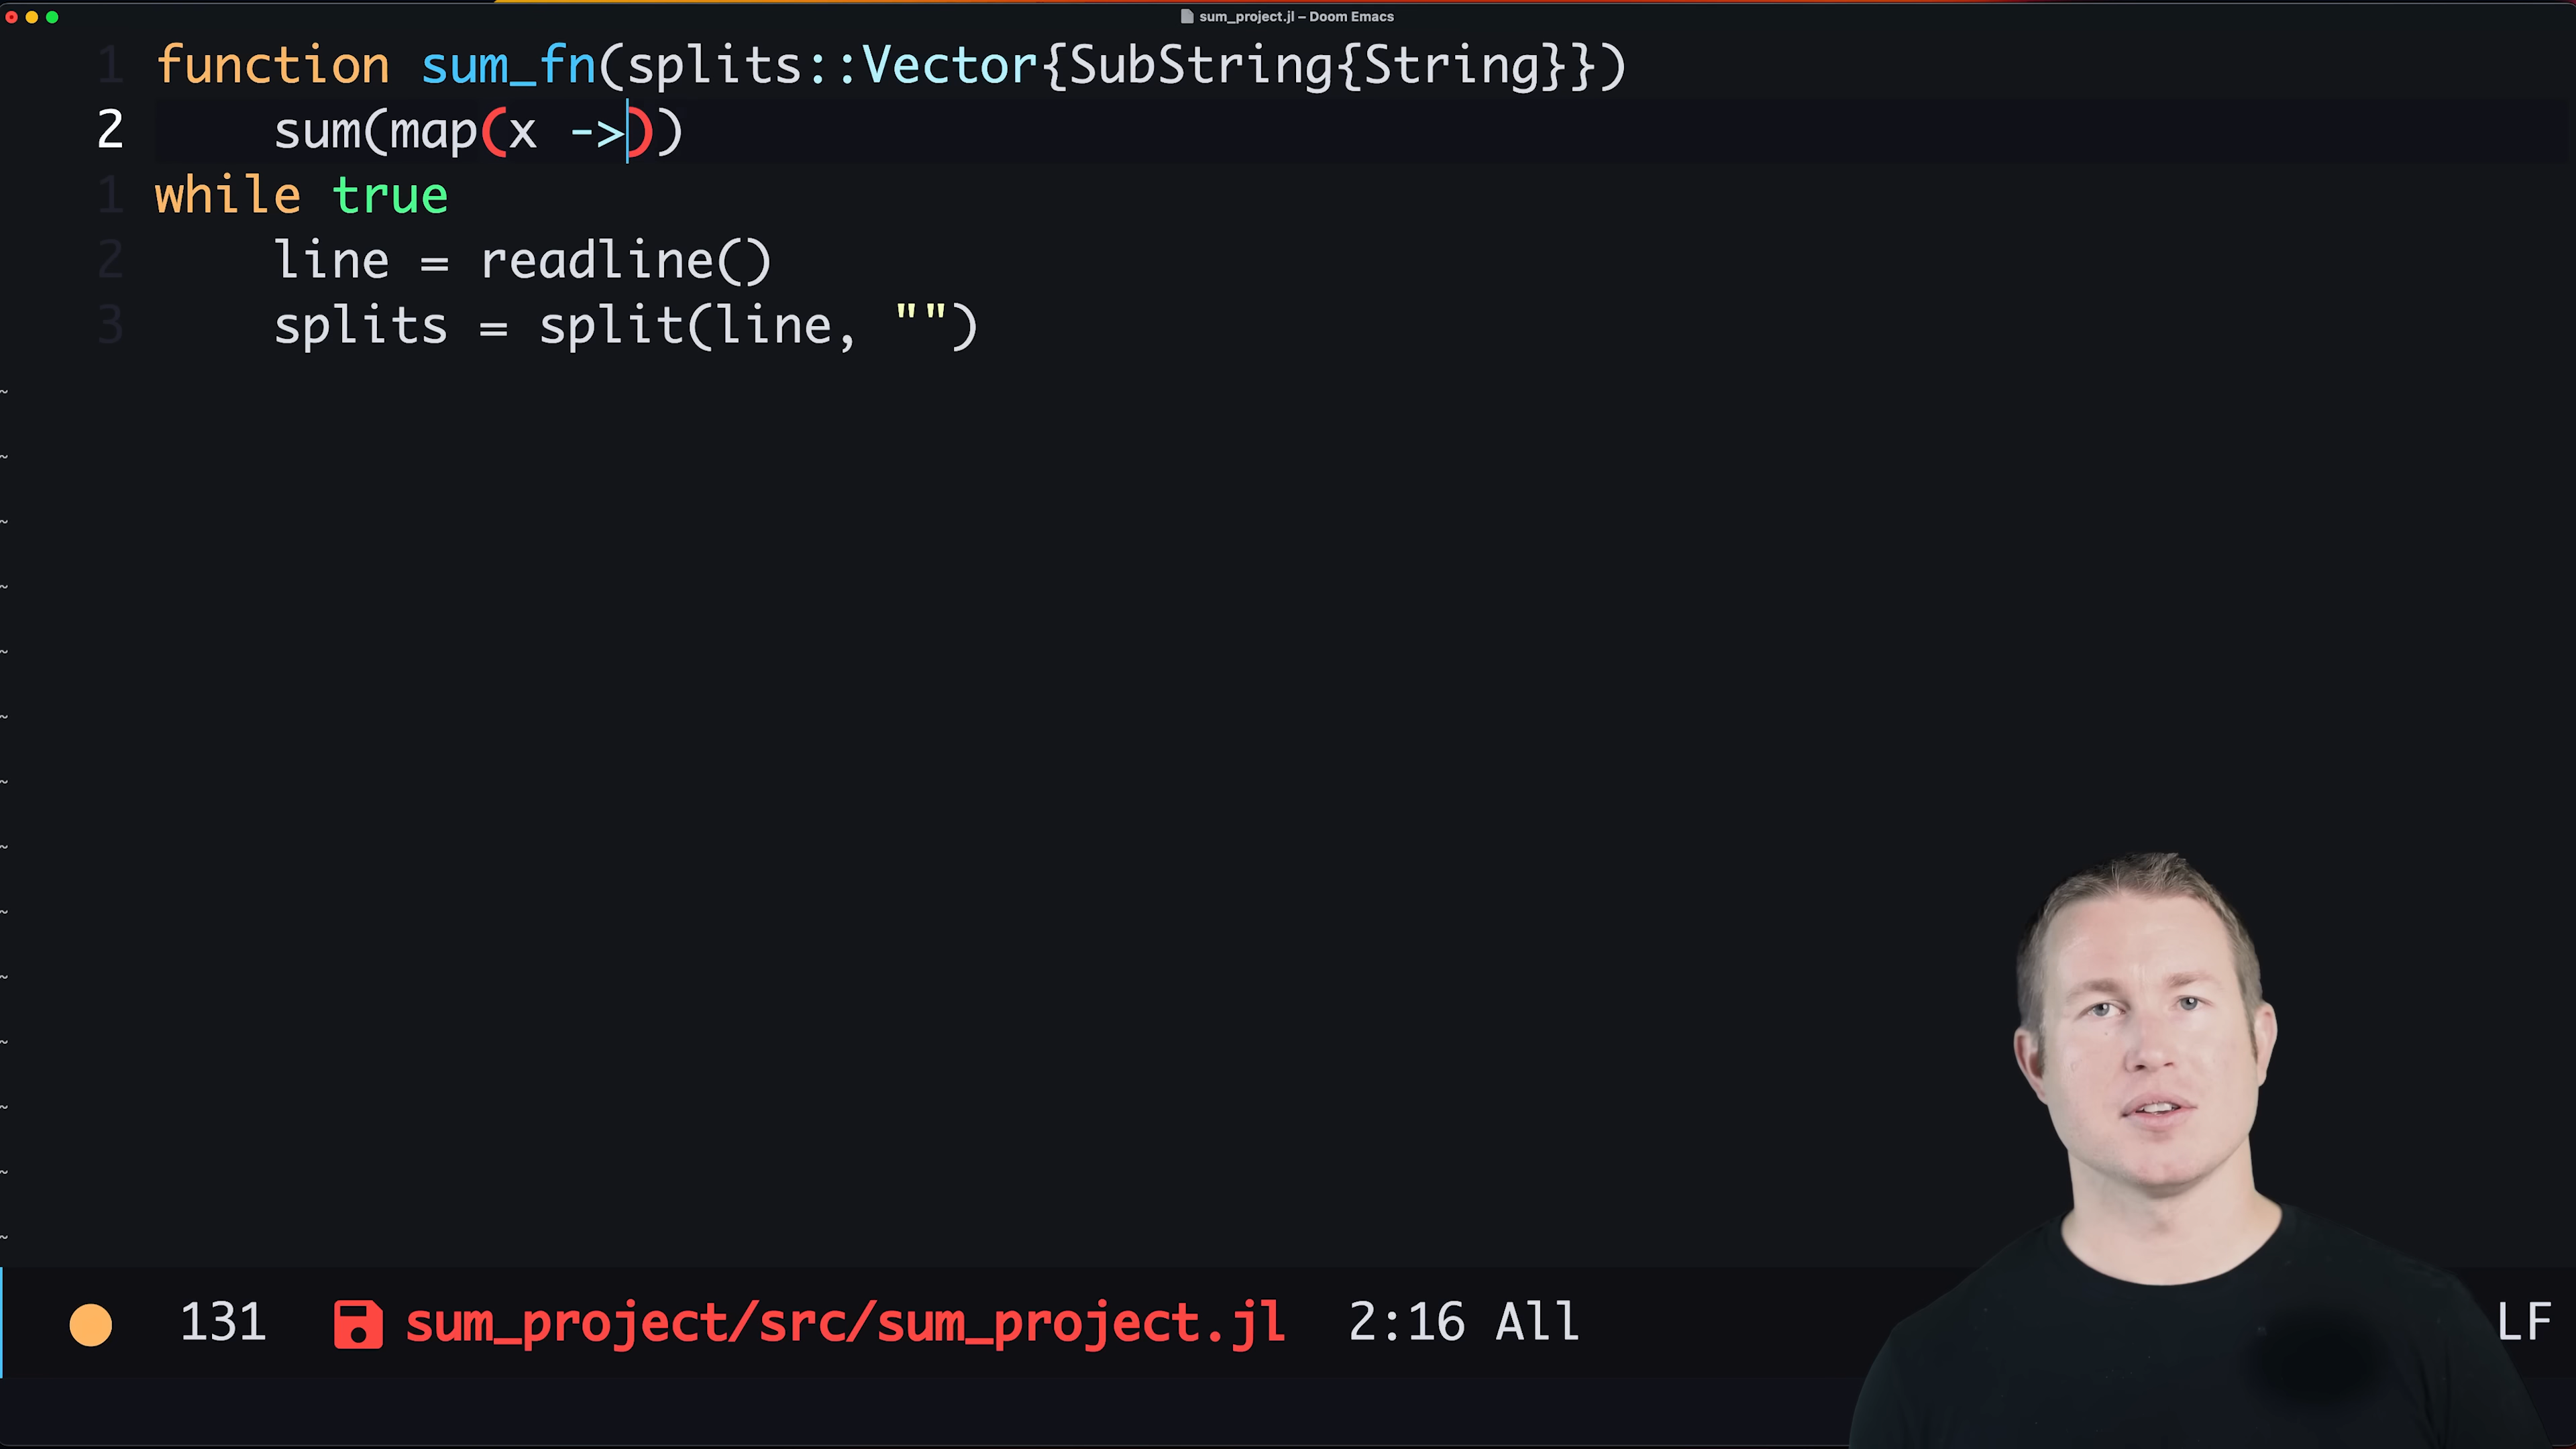 sum_project.jl – Doom Emacs
1 function sum_fn(splits::Vector{SubString{String}})
2 sum(map(x ->))
1 while true
2 line = readline()
3 splits = split(line, "")
~
~
~
~
~
~
~
~
~
~
~
~
~
~
131 sum_project/src/sum_project.jl 2:16 All LF